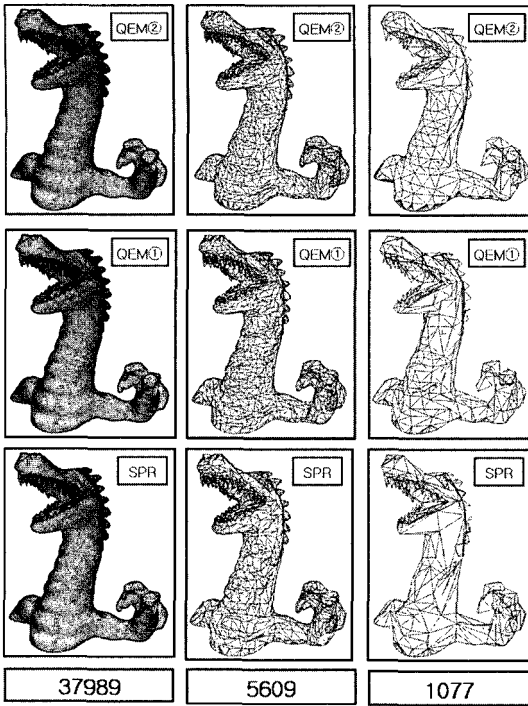 QEM② QEM② QEM②
QEM① QEM① QEM①
SPR SPR SPR
37989 5609 1077